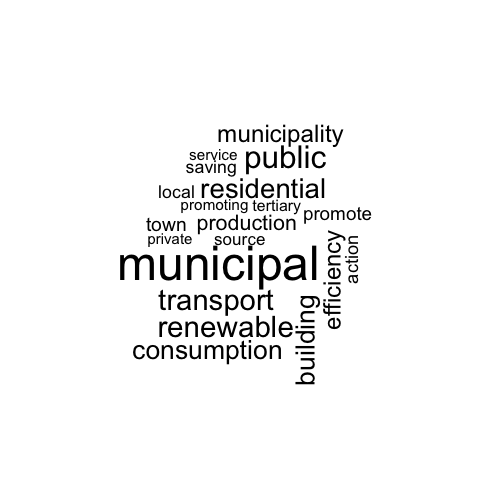 municipality
service public
saving
local residential
promoting tertiary
promote
town production
private source
municipal
efficiency
action
transport
building
renewable
consumption